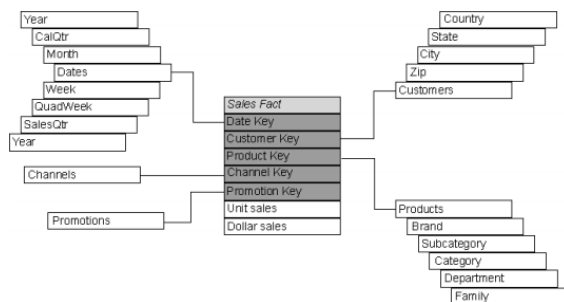 Year
CalQtr
Month
Dates
Week
QuadWeek
SalesQtr
Year
Channels
Promotions
Sales Fact
Date Key
Customer Key
Product Key
Channel Key
Promotion Key
Unit sales
Dollar sales
Country
State
City
Zip
Customers
Products
Brand
Subcategory
Category
Department
Family